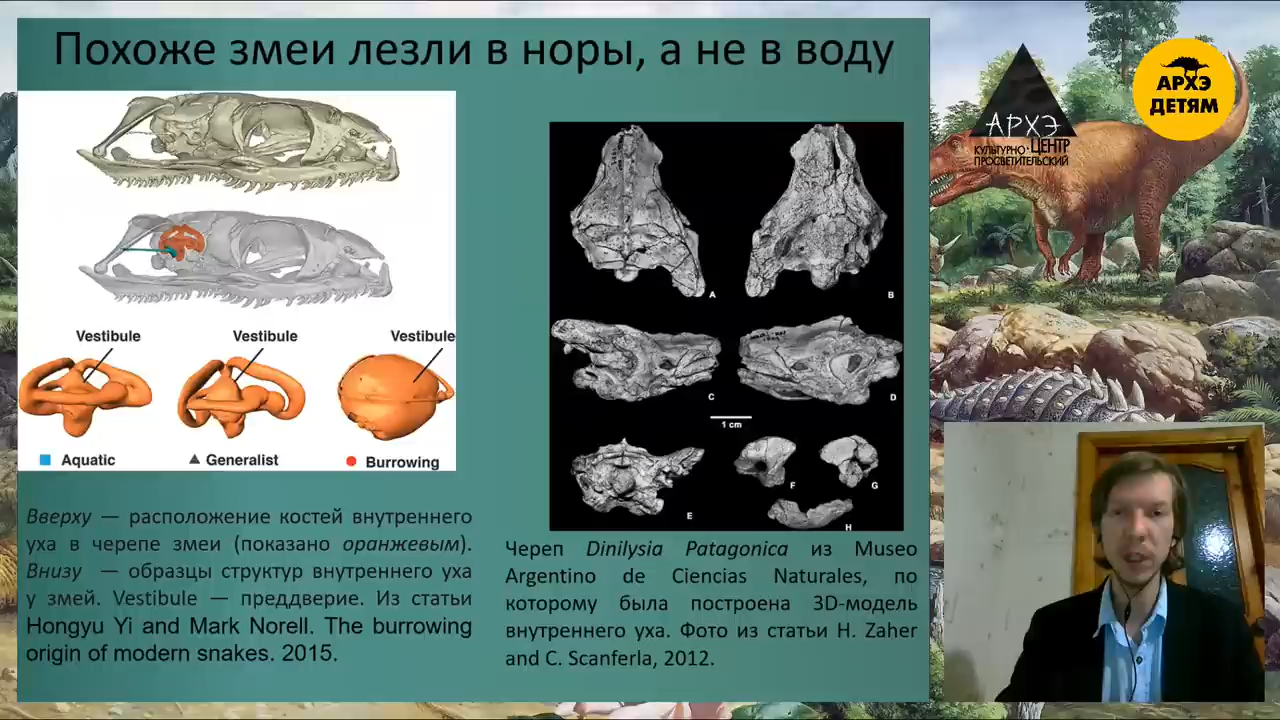 Похоже змеи лезли в норы, а не в воду
Vestibule
Vestibule
Vestibule
Aquatic
Generalist
Burrowing
Вверху — расположение костей внутреннего
уха в черепе змеи (показано оранжевым).
Внизу — образцы структур внутреннего уха
у змей. Vestibule — преддверие. Из статьи
Hongyu Yi and Mark Norell. The burrowing
origin of modern snakes. 2015.
A
B
C
D
1 cm
E
F
G
H
Череп Dinilysia Patagonica из Museo
Argentino de Ciencias Naturales, по
которому была построена 3D-модель
внутреннего уха. Фото из статьи H. Zaher
and C. Scanferla, 2012.
АРХЭ
КУЛЬТУРНО-ЦЕНТР
ПРОСВЕТИТЕЛЬСКИЙ
АРХЭ
ДЕТЯМ